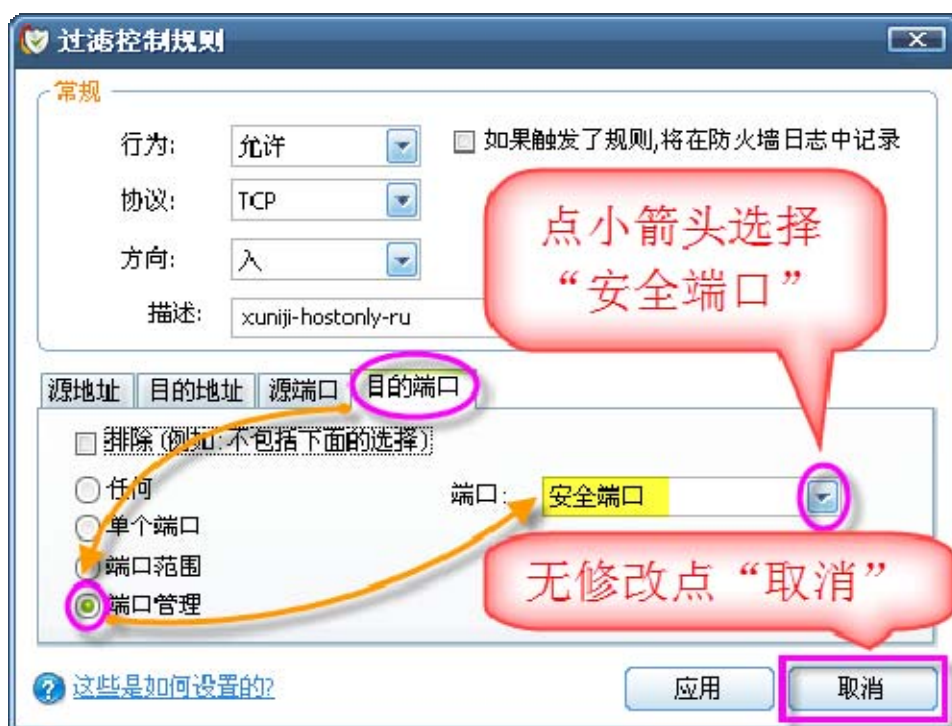 过滤控制规则
常规
行为: 允许
如果触发了规则,将在防火墙日志中记录
协议: TCP
方向: 入
描述: xuniji-hostonly-ru
点小箭头选择
“安全端口”
源地址 目的地址 源端口 目的端口
排除(例如:不包括下面的选择)
任何
端口: 安全端口
单个端口
端口范围
端口管理
无修改点“取消”
这些是如何设置的?
应用 取消